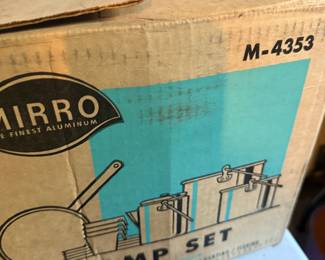 M-4353
MIRRO
E FINEST ALUMINUM
MP SET